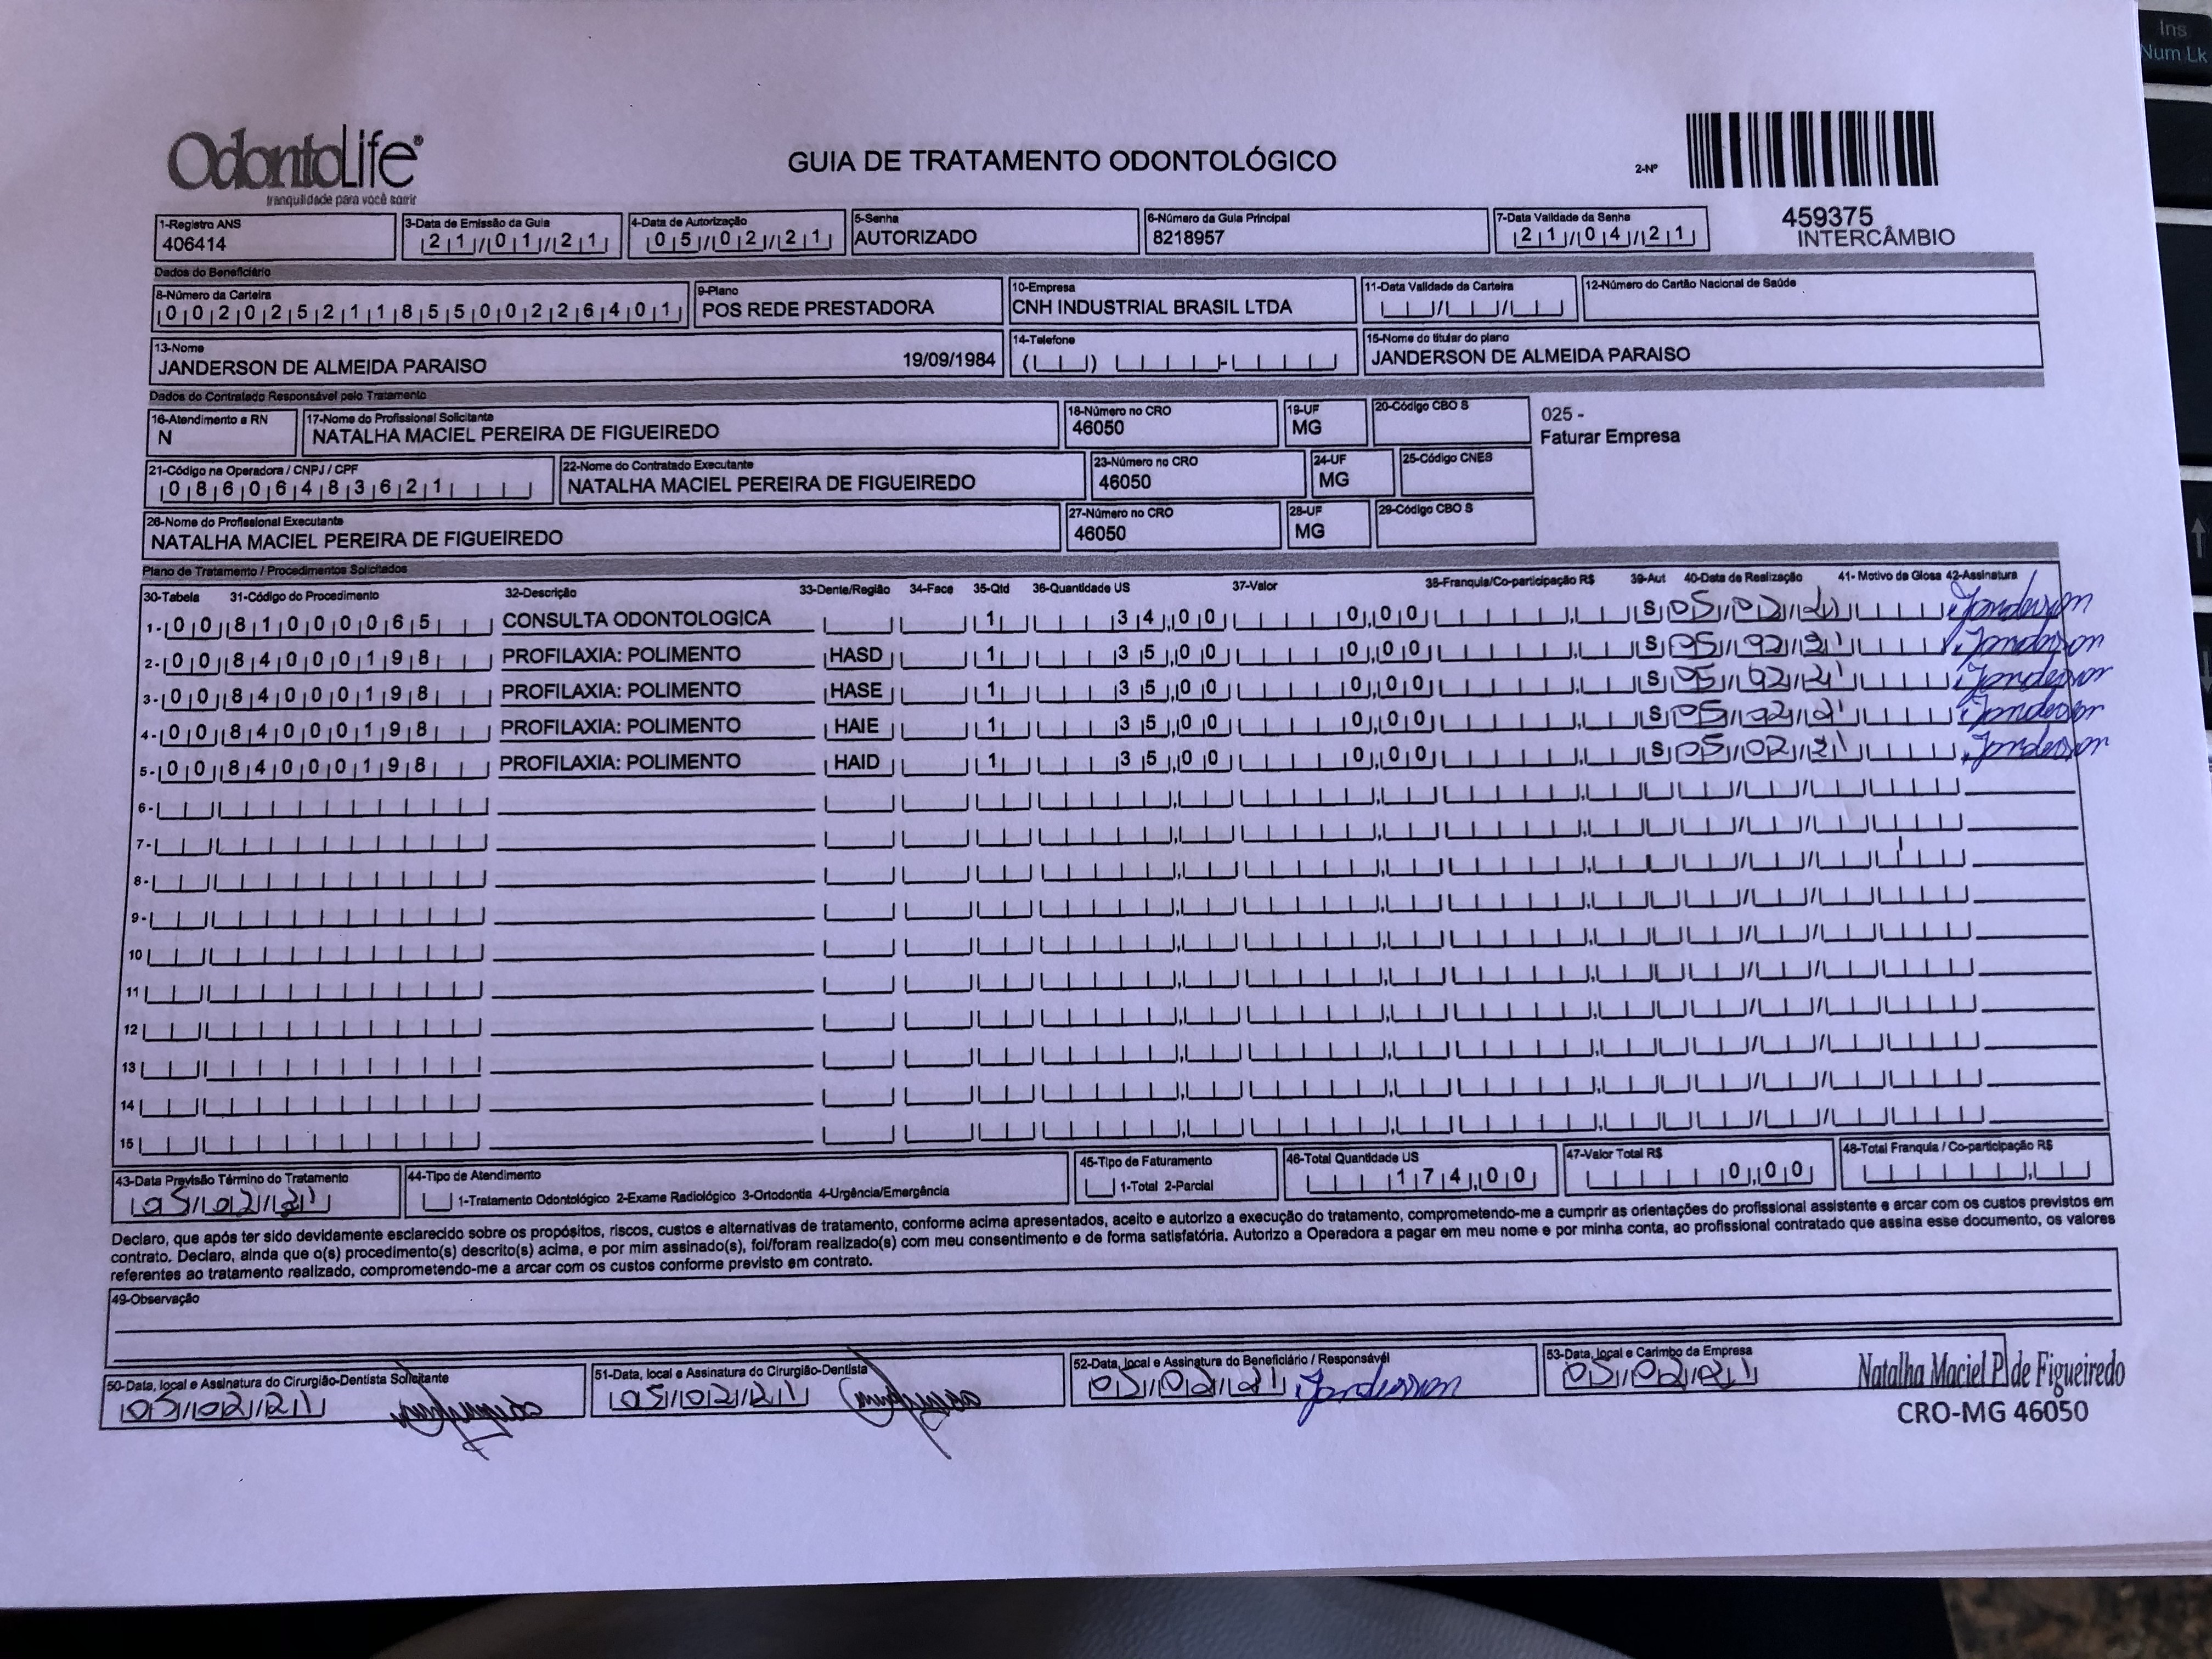 OdontoLife®
tranquilidade para você sorrir
GUIA DE TRATAMENTO ODONTOLÓGICO
2-Nº
459375
INTERCÂMBIO
1-Registro ANS
406414
3-Data de Emissão da Guia
21/01/21
4-Data de Autorização
05/02/21
5-Senha
AUTORIZADO
6-Número da Guia Principal
8218957
7-Data Validade da Senha
21/04/21
Dados do Beneficiário
8-Número da Carteira
00202521185500226401
9-Plano
POS REDE PRESTADORA
10-Empresa
CNH INDUSTRIAL BRASIL LTDA
11-Data Validade da Carteira
12-Número do Cartão Nacional de Saúde
13-Nome
JANDERSON DE ALMEIDA PARAISO 19/09/1984
14-Telefone
15-Nome do titular do plano
JANDERSON DE ALMEIDA PARAISO
Dados do Contratado Responsável pelo Tratamento
16-Atendimento a RN
N
17-Nome do Profissional Solicitante
NATALHA MACIEL PEREIRA DE FIGUEIREDO
18-Número no CRO
46050
19-UF
MG
20-Código CBO S
025 -
Faturar Empresa
21-Código na Operadora / CNPJ / CPF
08606483621
22-Nome do Contratado Executante
NATALHA MACIEL PEREIRA DE FIGUEIREDO
23-Número no CRO
46050
24-UF
MG
25-Código CNES
26-Nome do Profissional Executante
NATALHA MACIEL PEREIRA DE FIGUEIREDO
27-Número no CRO
46050
28-UF
MG
29-Código CBO S
Plano de Tratamento / Procedimentos Solicitados
30-Tabela 31-Código do Procedimento 32-Descrição 33-Dente/Região 34-Face 35-Qtd 36-Quantidade US 37-Valor 38-Franquia/Co-participação R$ 39-Aut 40-Data de Realização 41- Motivo da Glosa 42-Assinatura
1- 00 81000065 CONSULTA ODONTOLOGICA 1 34,00 0,00 S 05/02/21 Janderson
2- 00 84000198 PROFILAXIA: POLIMENTO HASD 1 35,00 0,00 S 05/02/21 Janderson
3- 00 84000198 PROFILAXIA: POLIMENTO HASE 1 35,00 0,00 S 05/02/21 Janderson
4- 00 84000198 PROFILAXIA: POLIMENTO HAIE 1 35,00 0,00 S 05/02/21 Janderson
5- 00 84000198 PROFILAXIA: POLIMENTO HAID 1 35,00 0,00 S 05/02/21 Janderson
6-
7-
8-
9-
10
11
12
13
14
15
43-Data Previsão Término do Tratamento
05/02/21
44-Tipo de Atendimento
1-Tratamento Odontológico 2-Exame Radiológico 3-Ortodontia 4-Urgência/Emergência
45-Tipo de Faturamento
1-Total 2-Parcial
46-Total Quantidade US
174,00
47-Valor Total R$
0,00
48-Total Franquia / Co-participação R$
Declaro, que após ter sido devidamente esclarecido sobre os propósitos, riscos, custos e alternativas de tratamento, conforme acima apresentados, aceito e autorizo a execução do tratamento, comprometendo-me a cumprir as orientações do profissional assistente e arcar com os custos previstos em
contrato. Declaro, ainda que o(s) procedimento(s) descrito(s) acima, e por mim assinado(s), foi/foram realizado(s) com meu consentimento e de forma satisfatória. Autorizo a Operadora a pagar em meu nome e por minha conta, ao profissional contratado que assina esse documento, os valores
referentes ao tratamento realizado, comprometendo-me a arcar com os custos conforme previsto em contrato.
49-Observação
50-Data, local e Assinatura do Cirurgião-Dentista Solicitante
05/02/21
51-Data, local e Assinatura do Cirurgião-Dentista
05/02/21
52-Data, local e Assinatura do Beneficiário / Responsável
05/02/21 Janderson
53-Data, local e Carimbo da Empresa
05/02/21
Natalha Maciel P. de Figueiredo
CRO-MG 46050
Ins
Num Lk